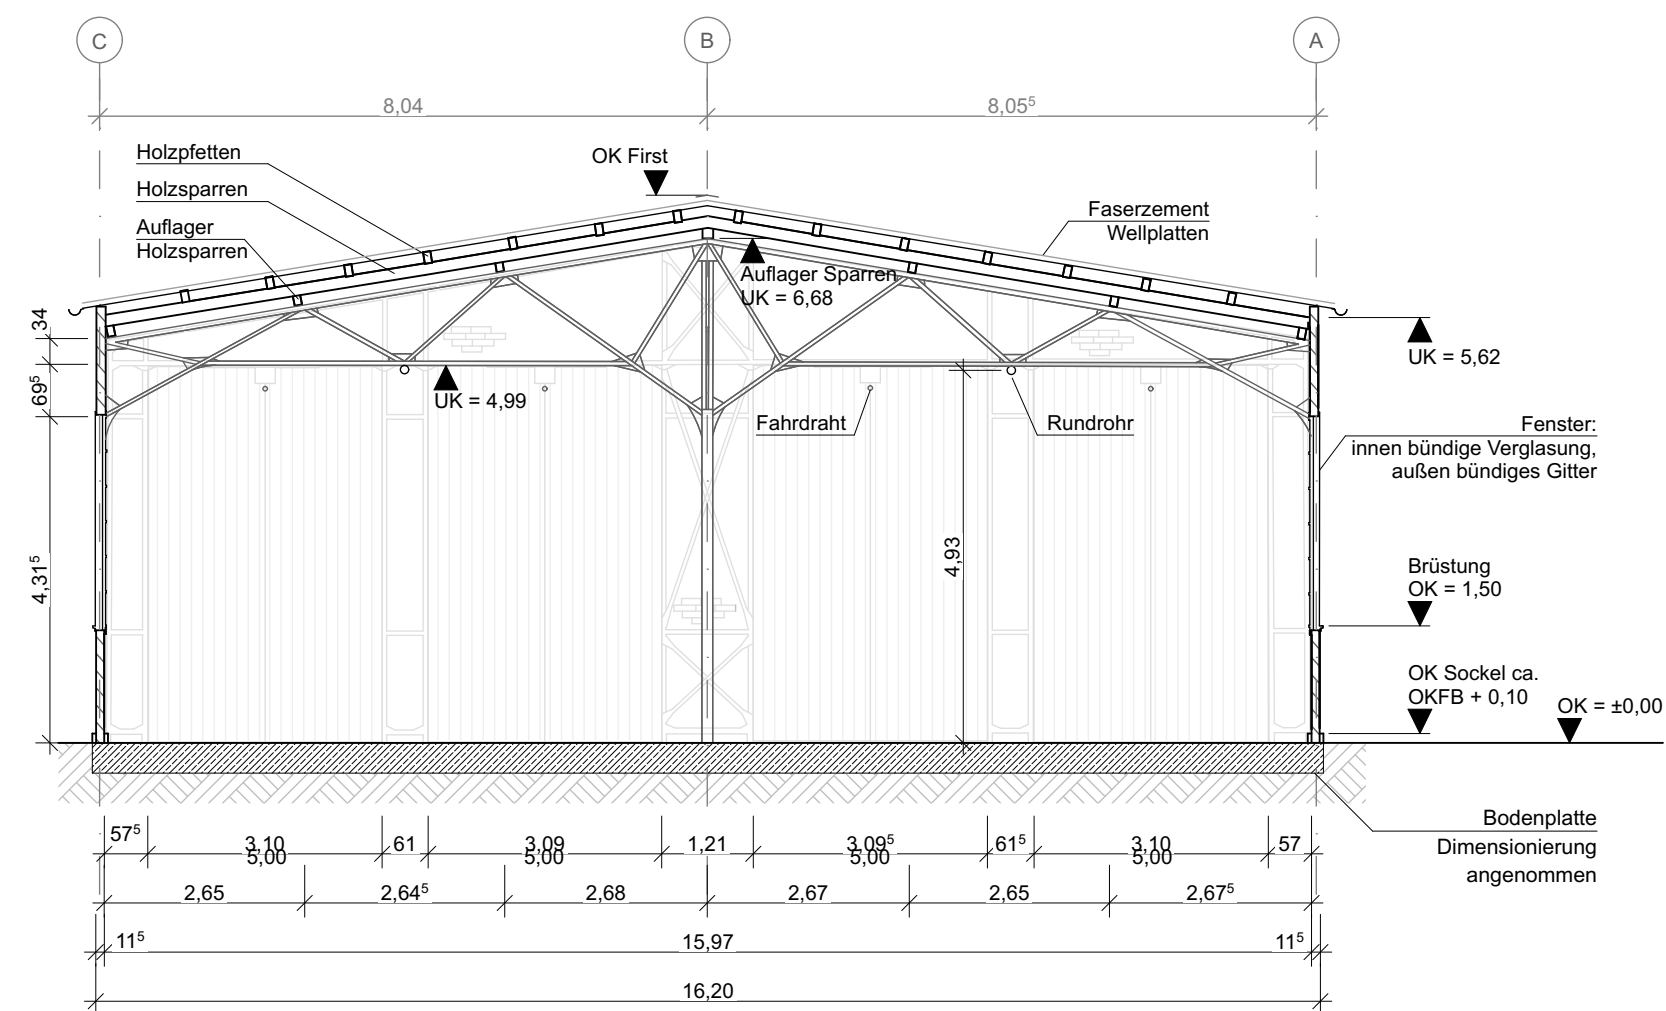 C
B
A
8,04
8,05⁵
Holzpfetten
Holzsparren
Auflager
Holzsparren
OK First
Faserzement
Wellplatten
Auflager Sparren
UK = 6,68
34
69⁵
4,31⁵
UK = 5,62
UK = 4,99
Fahrdraht
Rundrohr
Fenster:
innen bündige Verglasung,
außen bündiges Gitter
4,93
Brüstung
OK = 1,50
OK Sockel ca.
OKFB + 0,10
OK = ±0,00
Bodenplatte
Dimensionierung
angenommen
57⁵
3,10
5,00
61
3,09
5,00
1,21
3,09⁵
5,00
61⁵
3,10
5,00
57
2,65
2,64⁵
2,68
2,67
2,65
2,67⁵
11⁵
15,97
11⁵
16,20